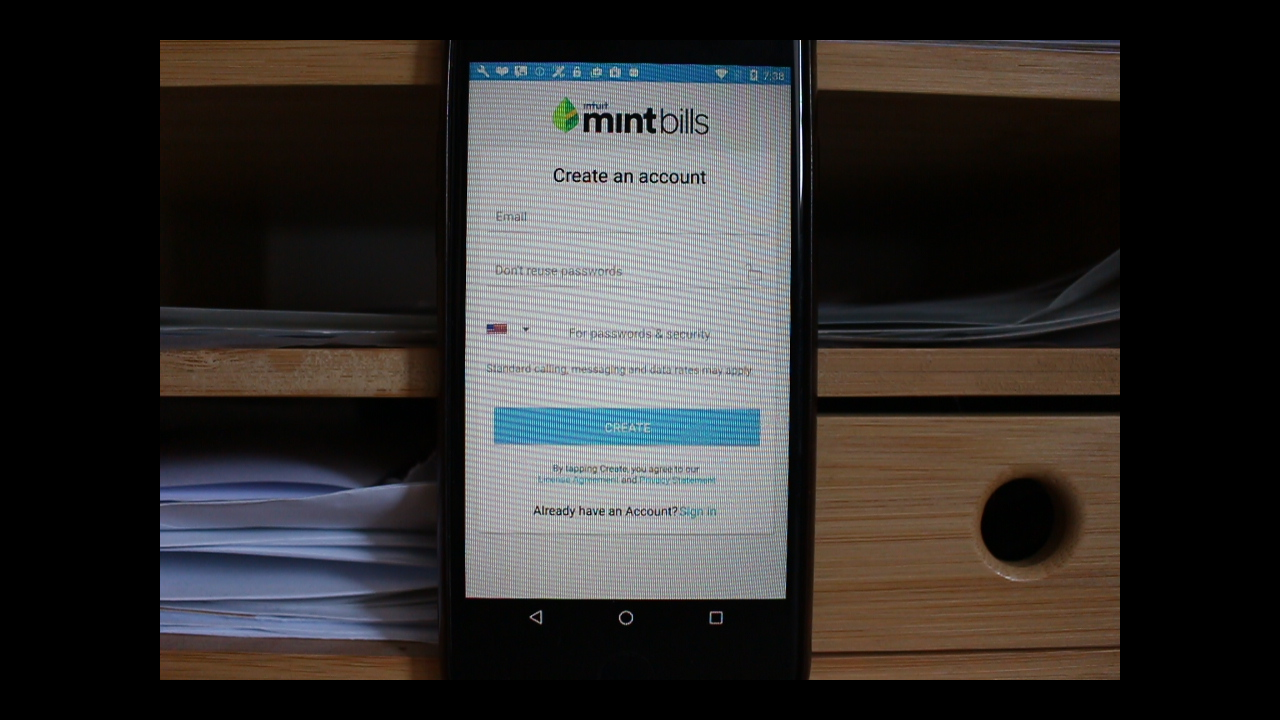 7:38
intuit
mintbills
Create an account
Email
Don't reuse passwords
For passwords & security
Standard calling, messaging and data rates may apply
CREATE
By tapping Create, you agree to our
License Agreement and Privacy Statement
Already have an Account? Sign In